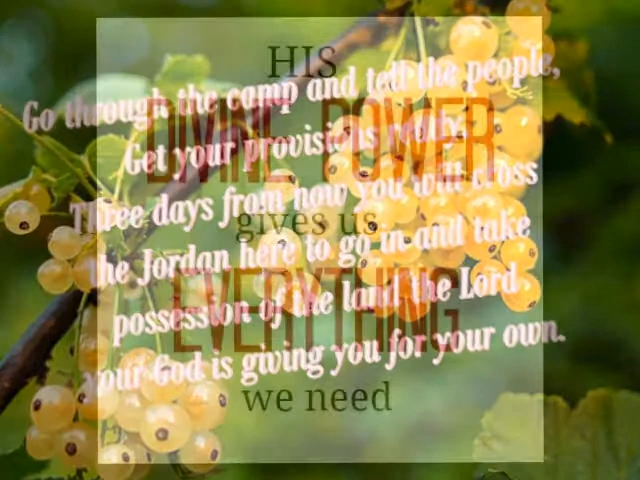 HIS
DIVINE POWER
gives us
EVERYTHING
we need
Go through the camp and tell the people,
Get your provisions ready.
Three days from now you will cross
the Jordan here to go in and take
possession of the land the Lord
your God is giving you for your own.